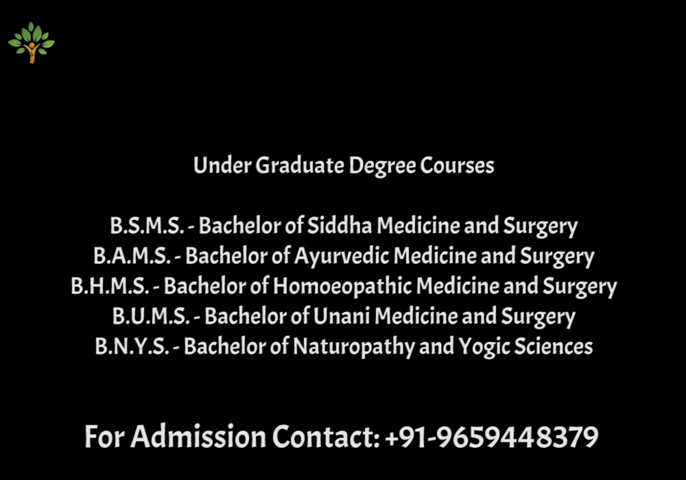 Under Graduate Degree Courses
B.S.M.S. - Bachelor of Siddha Medicine and Surgery
B.A.M.S. - Bachelor of Ayurvedic Medicine and Surgery
B.H.M.S. - Bachelor of Homoeopathic Medicine and Surgery
B.U.M.S. - Bachelor of Unani Medicine and Surgery
B.N.Y.S. - Bachelor of Naturopathy and Yogic Sciences
For Admission Contact: +91-9659448379